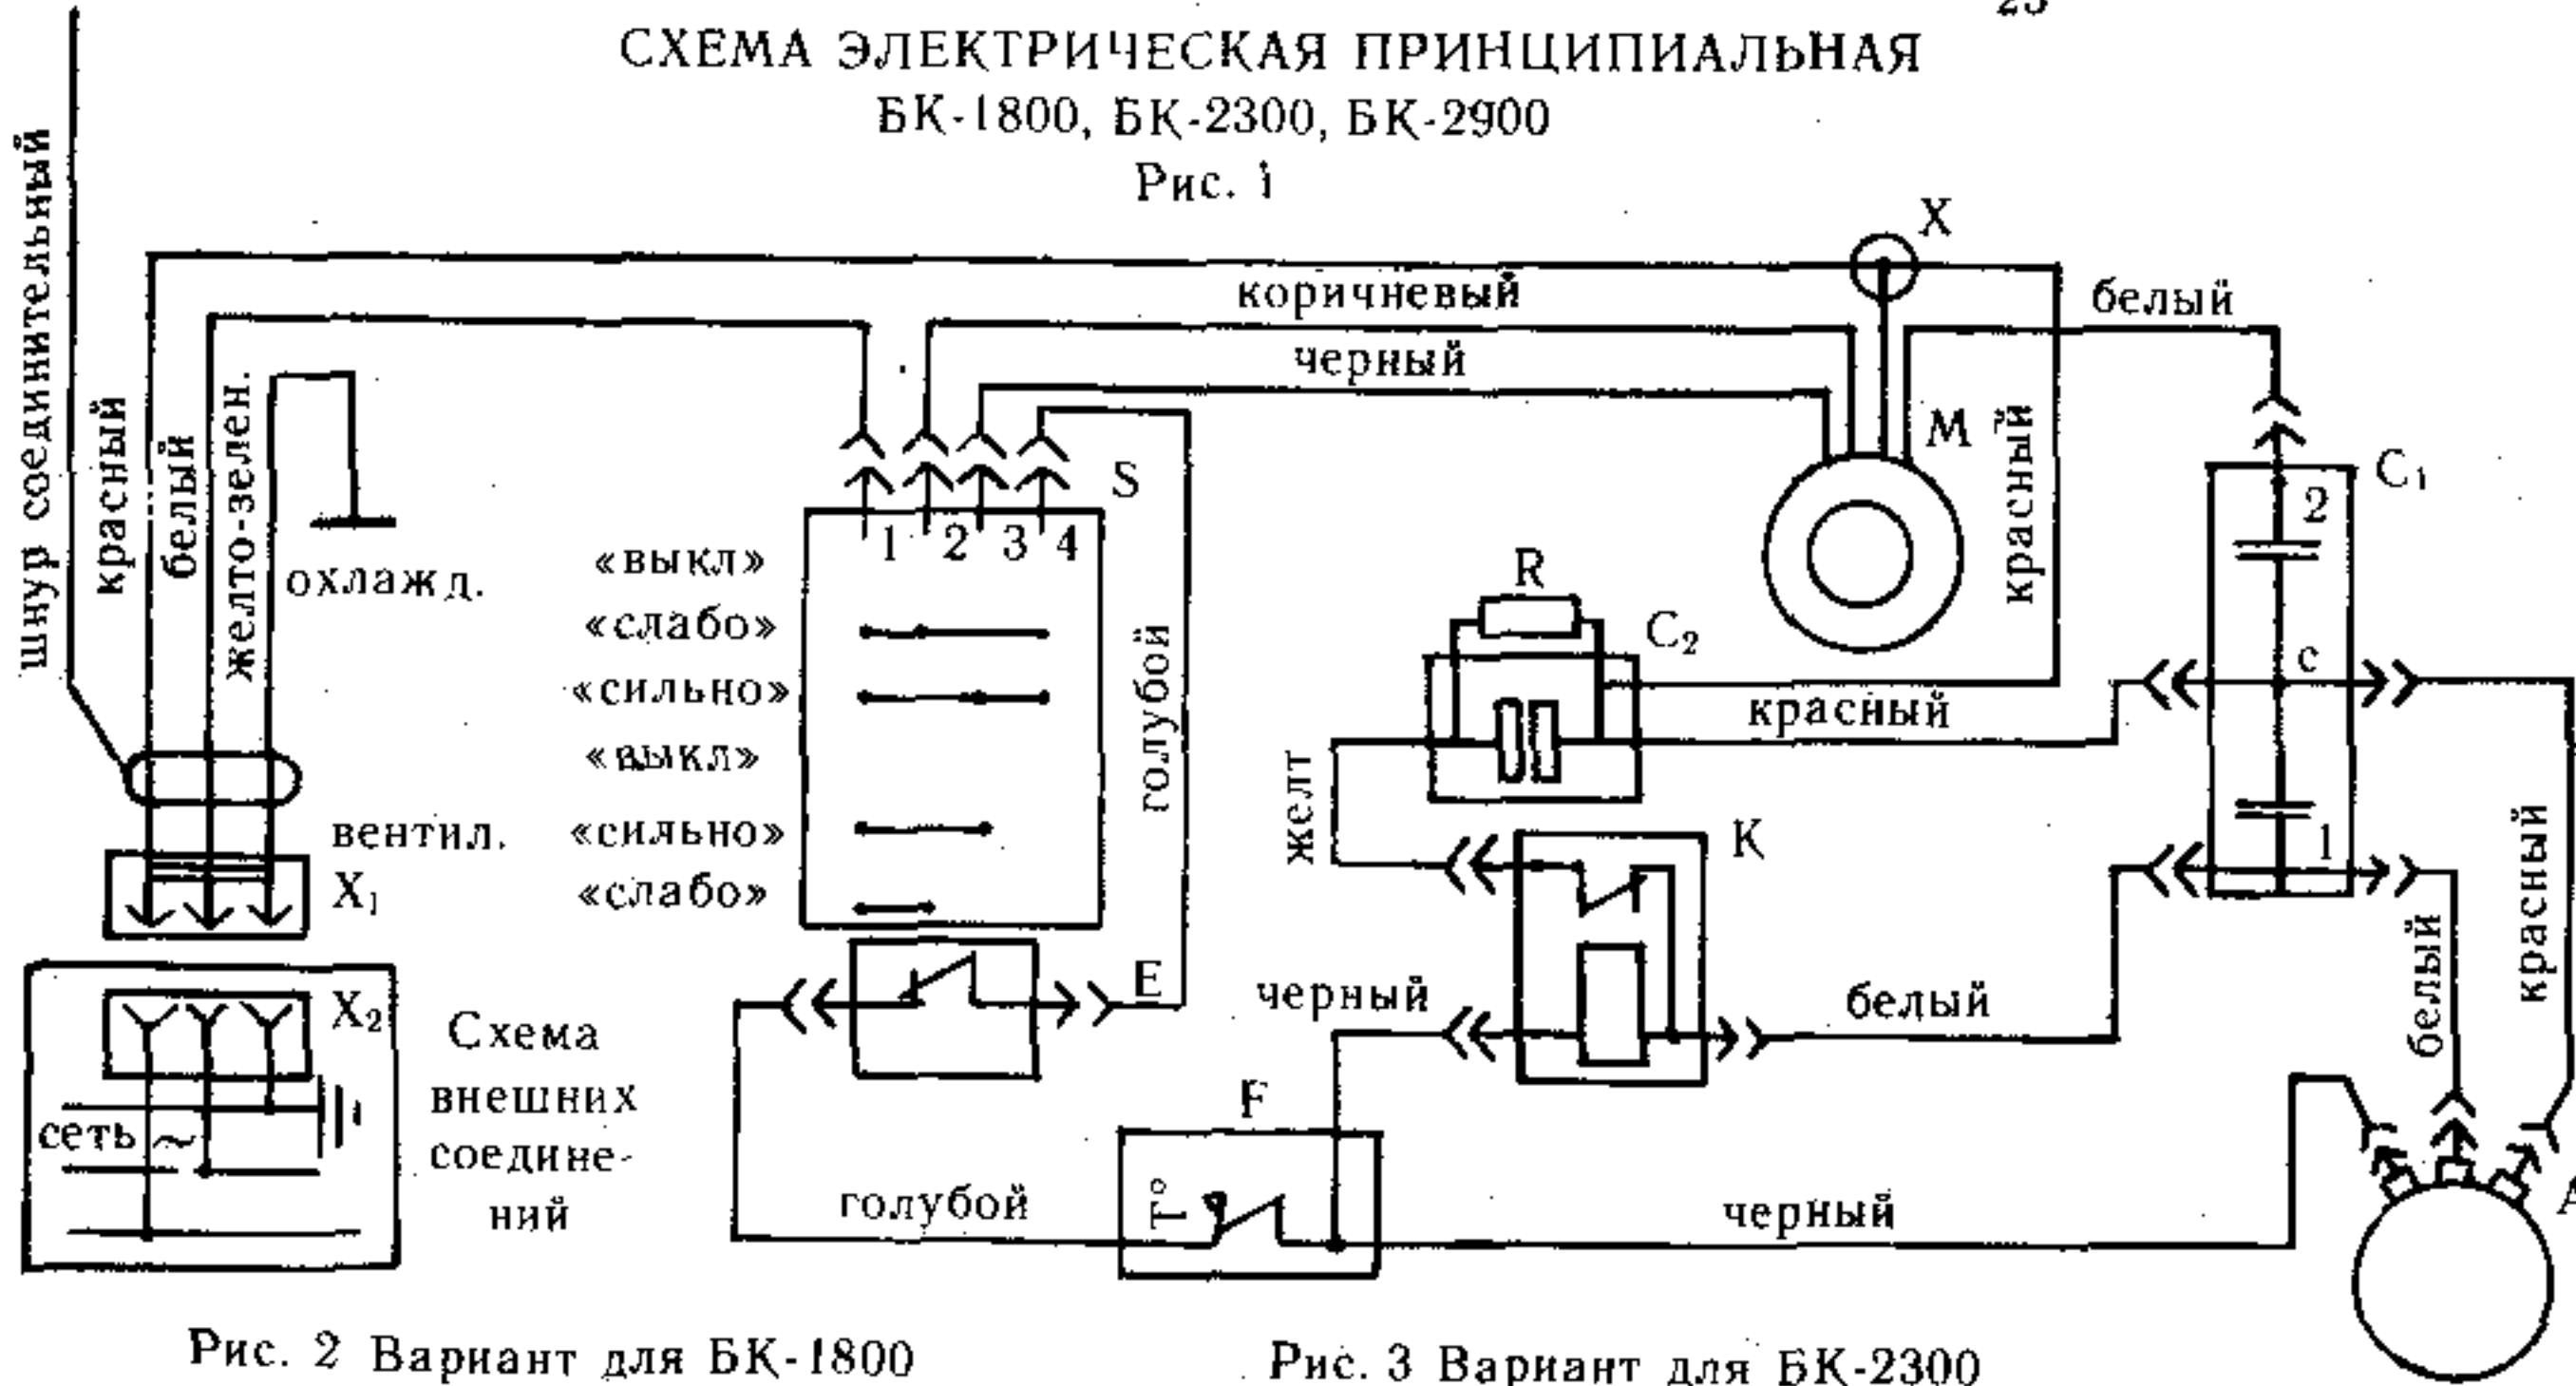 СХЕМА ЭЛЕКТРИЧЕСКАЯ ПРИНЦИПИАЛЬНАЯ
БК-1800, БК-2300, БК-2900
Рис. 1
шнур соединительный
красный
белый
желто-зелен.
X
коричневый
белый
черный
M
красный
S
C₁
1 2 3 4
2
охлажд.
«выкл»
«слабо»
«сильно»
R
C₂
c
голубой
красный
«выкл»
вентил.
«сильно»
«слабо»
желт
K
1
X₁
красный
белый
E
черный
белый
X₂
Схема
внешних
соедине-
ний
сеть ~
F
T°
голубой
черный
A
Рис. 2 Вариант для БК-1800
Рис. 3 Вариант для БК-2300